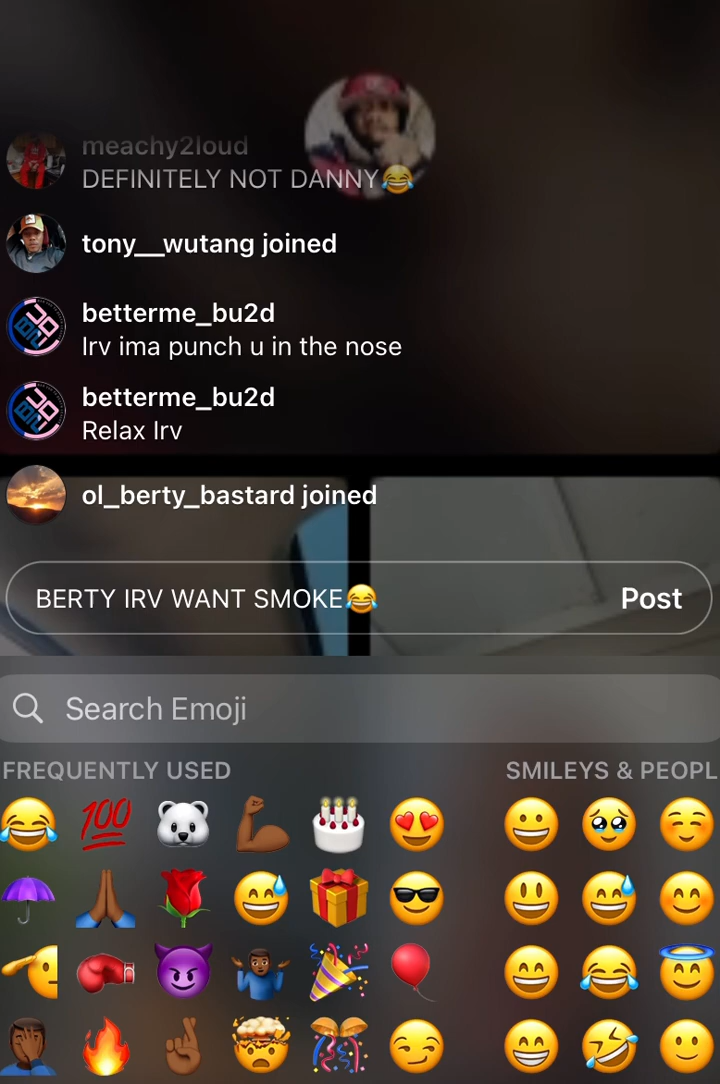 meachy2loud
DEFINITELY NOT DANNY😂
tony__wutang joined
betterme_bu2d
Irv ima punch u in the nose
betterme_bu2d
Relax Irv
ol_berty_bastard joined
BERTY IRV WANT SMOKE😂
Post
Search Emoji
FREQUENTLY USED
SMILEYS & PEOPL